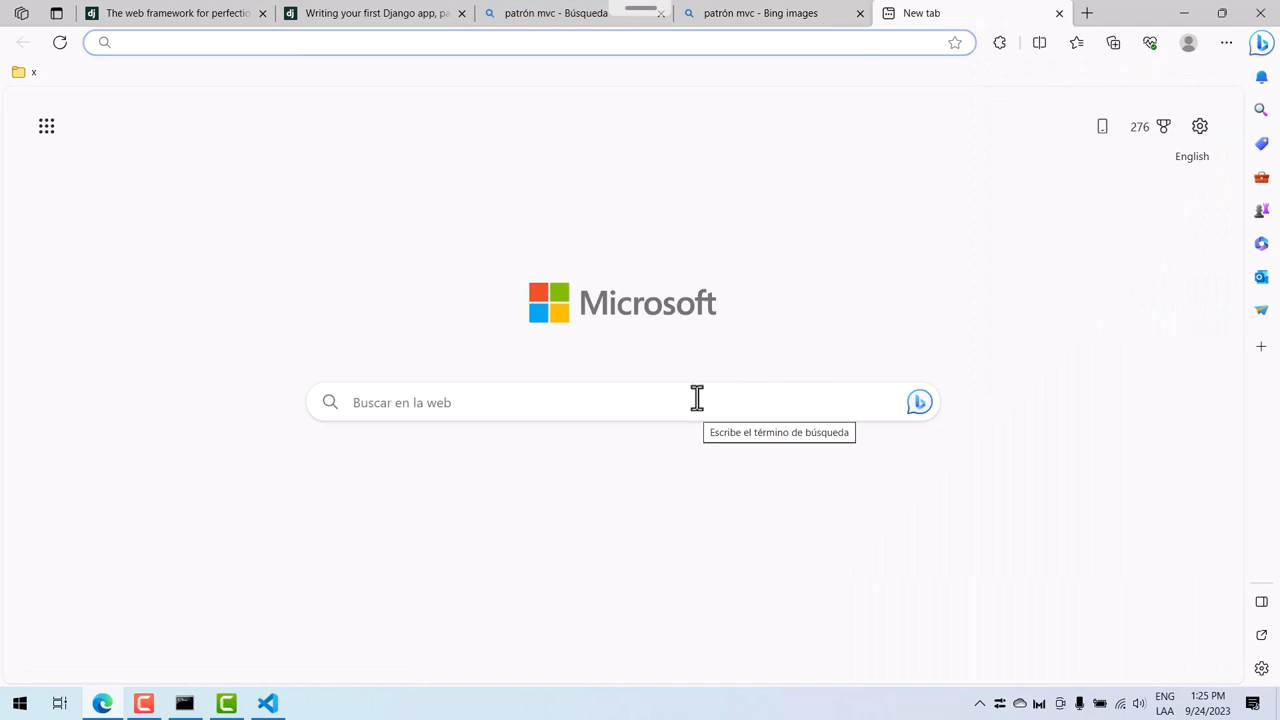 The web framework for perfectio
Writing your first Django app, pa
patrón mvc - Búsqueda
patrón mvc - Bing images
New tab
x
276
English
Microsoft
Buscar en la web
Escribe el término de búsqueda
ENG
LAA
1:25 PM
9/24/2023